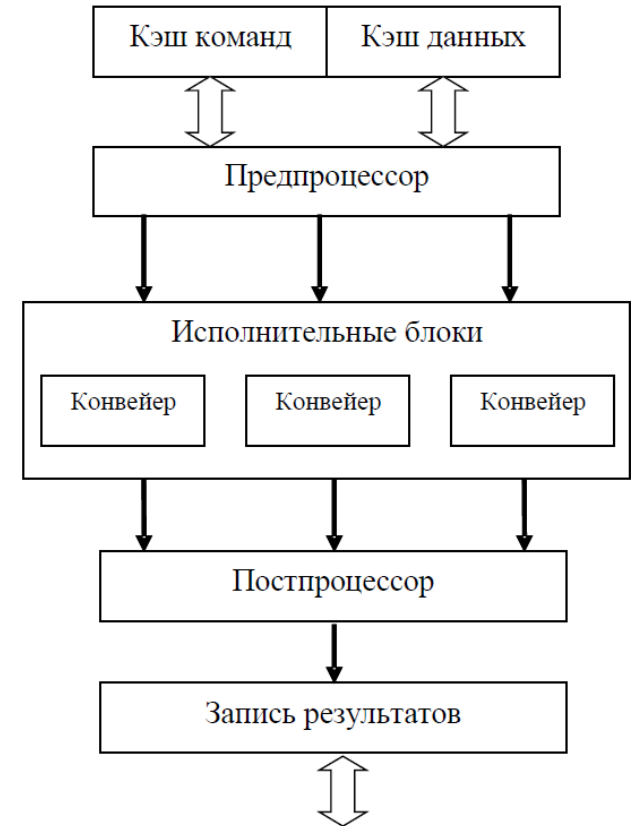 Кэш команд Кэш данных
Предпроцессор
Исполнительные блоки
Конвейер Конвейер Конвейер
Постпроцессор
Запись результатов